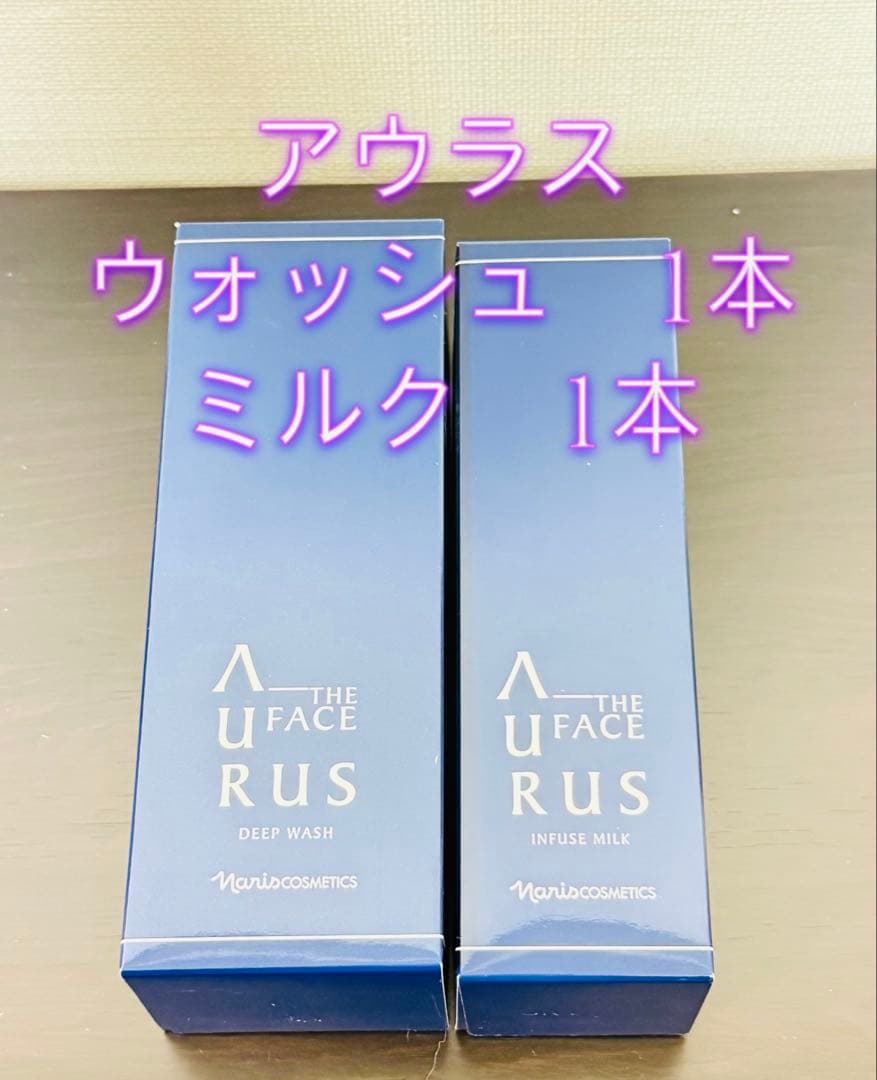 アウラス
ウォッシュ 1本
ミルク 1本
AURUS
THE
FACE
DEEP WASH
Naris COSMETICS
AURUS
THE
FACE
INFUSE MILK
Naris COSMETICS